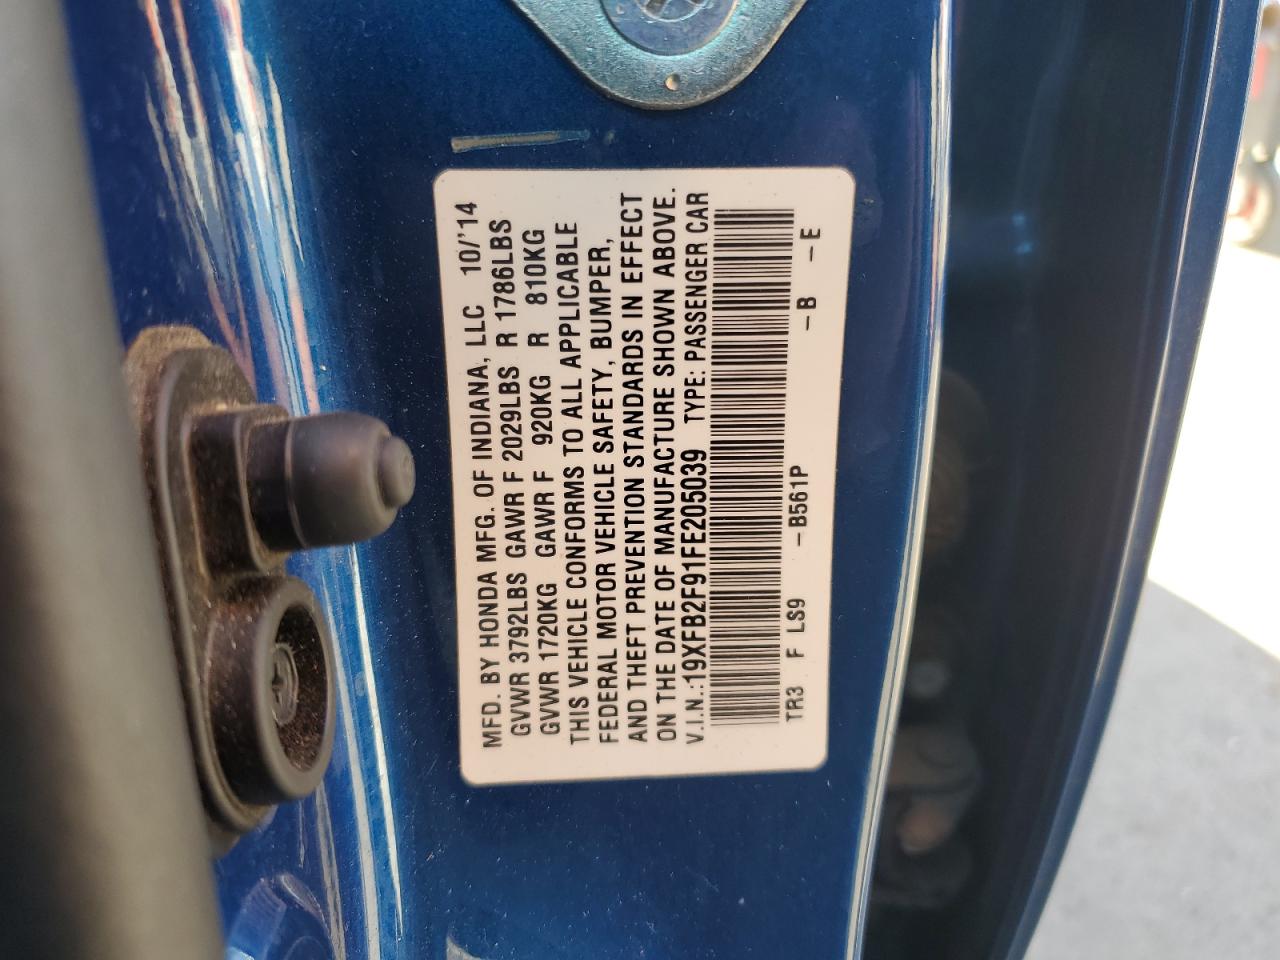 MFD. BY HONDA MFG. OF INDIANA, LLC 10/'14
GVWR 3792LBS GAWR F 2029LBS R 1786LBS
GVWR 1720KG GAWR F 920KG R 810KG
THIS VEHICLE CONFORMS TO ALL APPLICABLE
FEDERAL MOTOR VEHICLE SAFETY, BUMPER,
AND THEFT PREVENTION STANDARDS IN EFFECT
ON THE DATE OF MANUFACTURE SHOWN ABOVE.
V.I.N.:19XFB2F91FE205039 TYPE: PASSENGER CAR
TR3 F LS9 -B561P -B -E